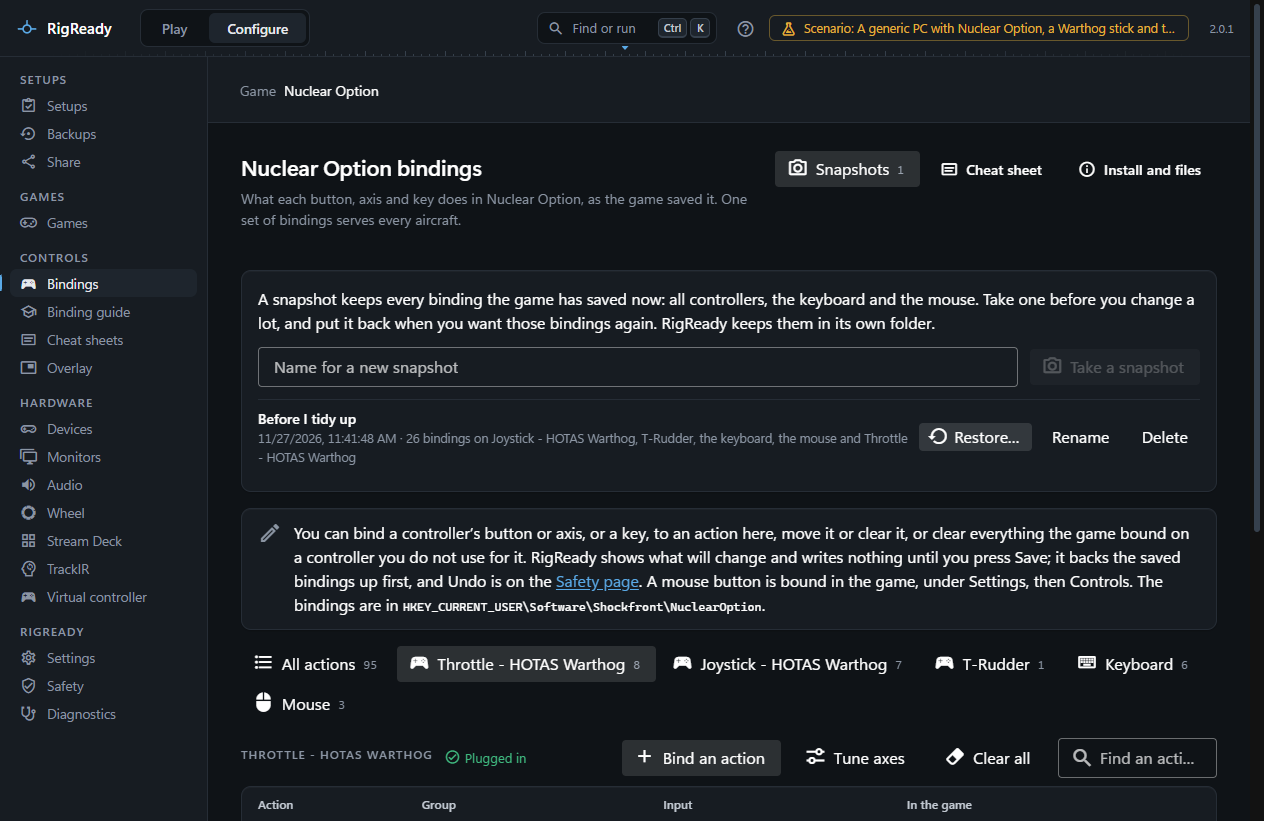 RigReady
Play
Configure
Find or run
Ctrl
K
Scenario: A generic PC with Nuclear Option, a Warthog stick and t...
2.0.1
SETUPS
Setups
Backups
Share
GAMES
Games
CONTROLS
Bindings
Binding guide
Cheat sheets
Overlay
HARDWARE
Devices
Monitors
Audio
Wheel
Stream Deck
TrackIR
Virtual controller
RIGREADY
Settings
Safety
Diagnostics
Game Nuclear Option
Nuclear Option bindings
What each button, axis and key does in Nuclear Option, as the game saved it. One
set of bindings serves every aircraft.
Snapshots 1
Cheat sheet
Install and files
A snapshot keeps every binding the game has saved now: all controllers, the keyboard and the mouse. Take one before you change a
lot, and put it back when you want those bindings again. RigReady keeps them in its own folder.
Name for a new snapshot
Take a snapshot
Before I tidy up
11/27/2026, 11:41:48 AM · 26 bindings on Joystick - HOTAS Warthog, T-Rudder, the keyboard, the mouse and Throttle
- HOTAS Warthog
Restore...
Rename
Delete
You can bind a controller’s button or axis, or a key, to an action here, move it or clear it, or clear everything the game bound on
a controller you do not use for it. RigReady shows what will change and writes nothing until you press Save; it backs the saved
bindings up first, and Undo is on the Safety page. A mouse button is bound in the game, under Settings, then Controls. The
bindings are in HKEY_CURRENT_USER\Software\Shockfront\NuclearOption.
All actions 95
Throttle - HOTAS Warthog 8
Joystick - HOTAS Warthog 7
T-Rudder 1
Keyboard 6
Mouse 3
THROTTLE - HOTAS WARTHOG
Plugged in
Bind an action
Tune axes
Clear all
Find an acti...
Action
Group
Input
In the game